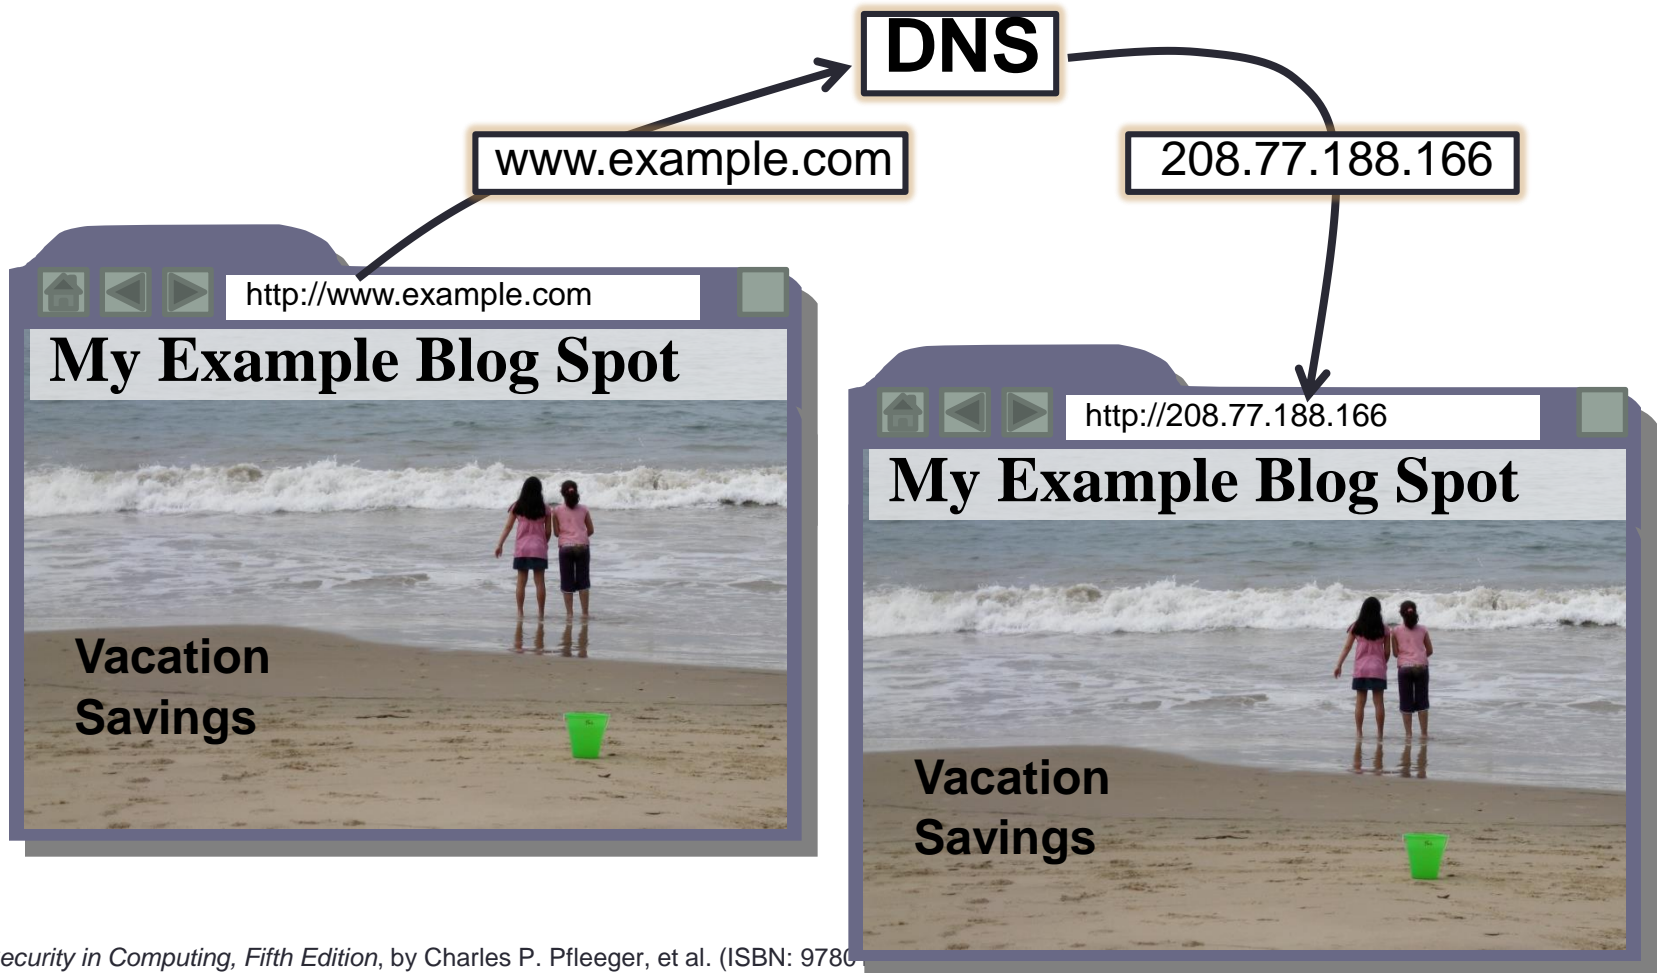 DNS
www.example.com
208.77.188.166
http://www.example.com
My Example Blog Spot
Vacation
Savings
http://208.77.188.166
My Example Blog Spot
Vacation
Savings
ecurity in Computing, Fifth Edition, by Charles P. Pfleeger, et al. (ISBN: 9780